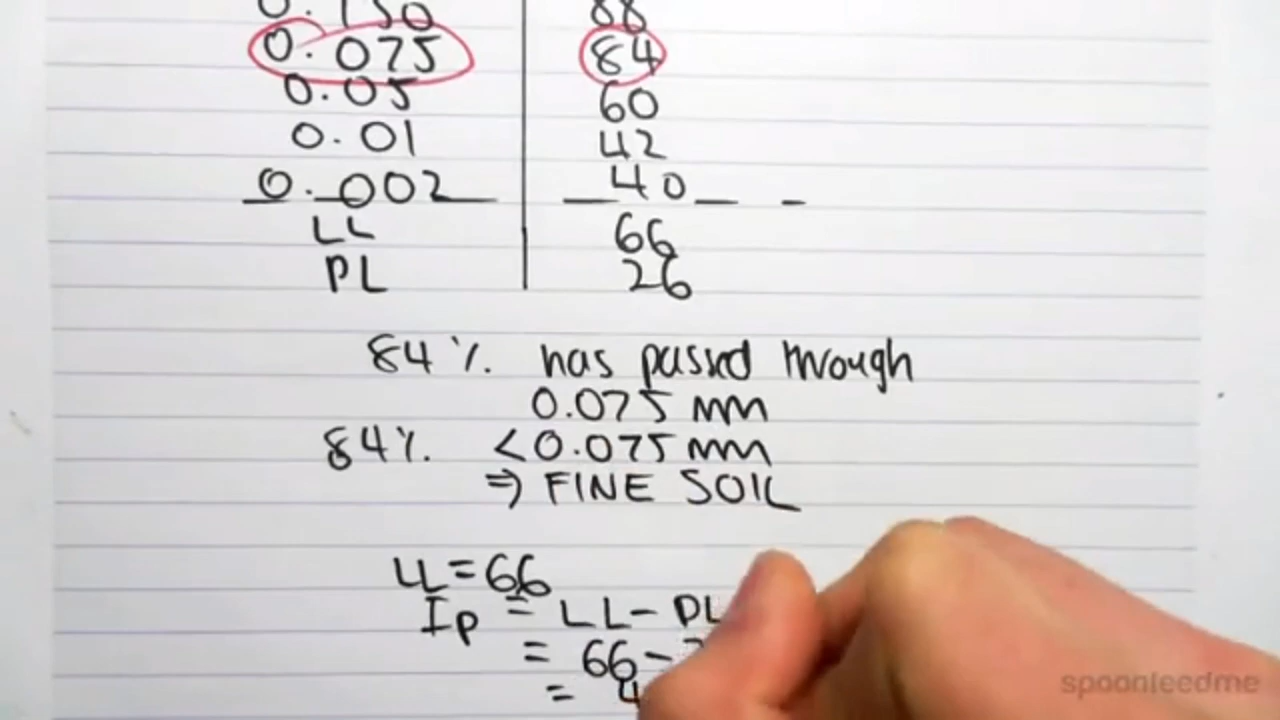 0.150 88
0.075 84
0.05 60
0.01 42
0.002 40
LL 66
PL 26
84 % has passed through
0.075 mm
84% <0.075 mm
⇒ FINE SOIL
LL = 66
Ip = LL - PL
= 66 -
= 4
spoonfeedme